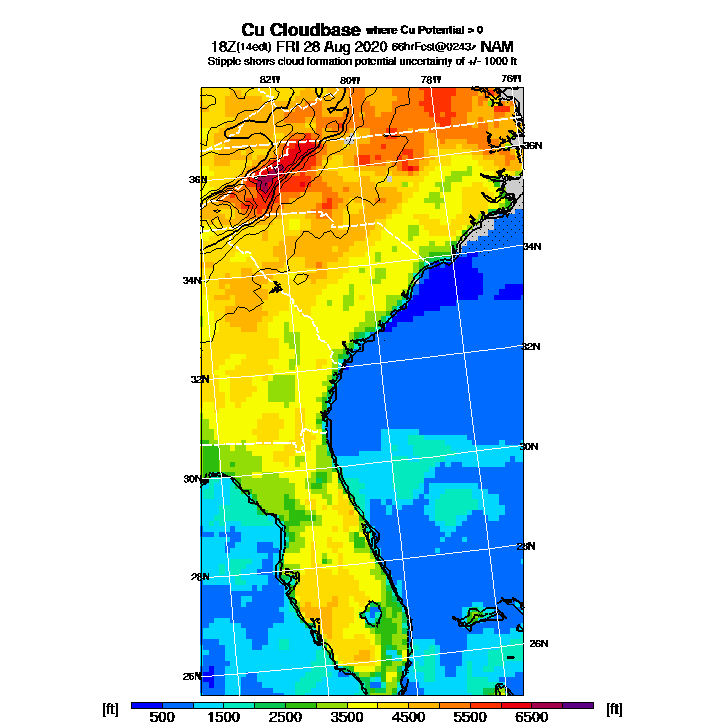 Cu Cloudbase where Cu Potential > 0
18Z(14edt) FRI 28 Aug 2020 66hrFcst@0243z NAM
Stipple shows cloud formation potential uncertainty of +/- 1000 ft
82W 80W 78W 76W
36N
36N
34N
34N
32N
32N
30N
30N
28N
28N
26N
26N
[ft] 500 1500 2500 3500 4500 5500 6500 [ft]